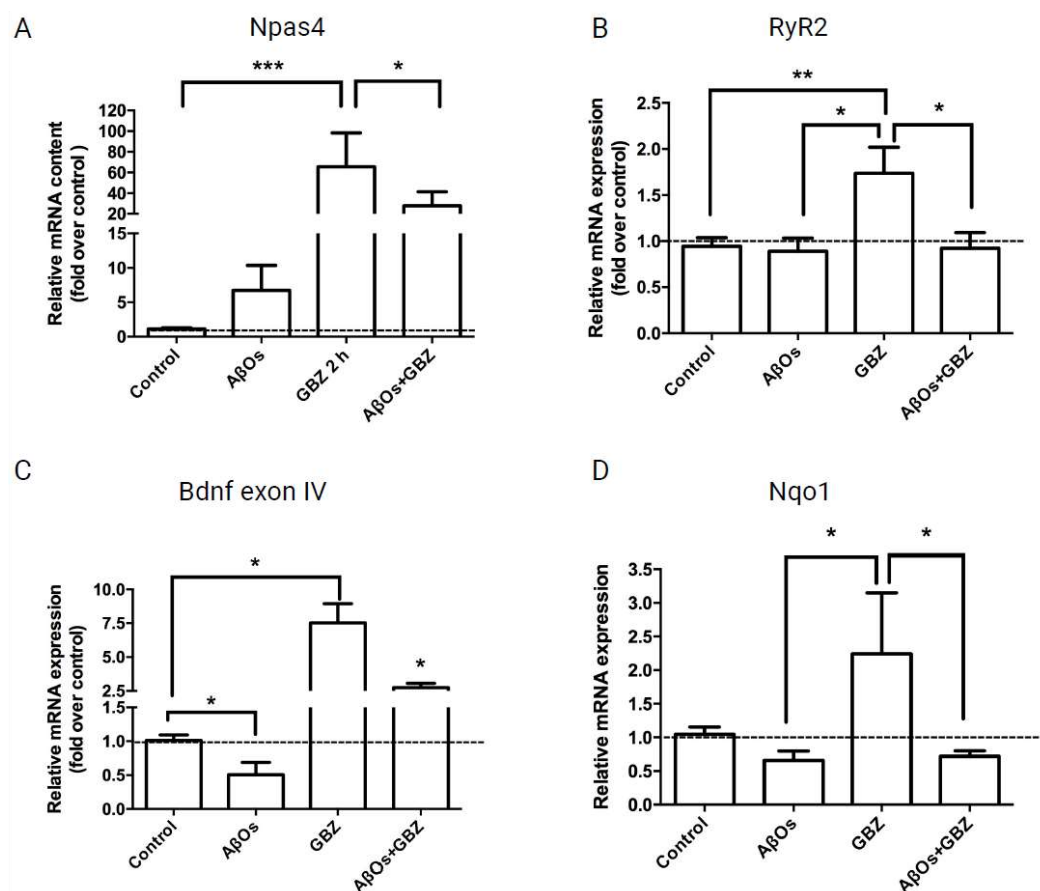 A
Npas4
***
*
Relative mRNA content
(fold over control )
120
100
80
60
40
20
15
10
5
0
Control
AβOs
GBZ 2 h
AβOs+GBZ
B
RyR2
**
*
*
Relative mRNA expression
(fold over control)
2.5
2.0
1.5
1.0
0.5
0.0
Control
AβOs
GBZ
AβOs+GBZ
C
Bdnf exon IV
*
*
*
Relative mRNA expression
(fold over control)
10.0
7.5
5.0
2.5
1.5
1.0
0.5
0.0
Control
AβOs
GBZ
AβOs+GBZ
D
Nqo1
*
*
Relative mRNA expression
3.5
3.0
2.5
2.0
1.5
1.0
0.5
0.0
Control
AβOs
GBZ
AβOs+GBZ